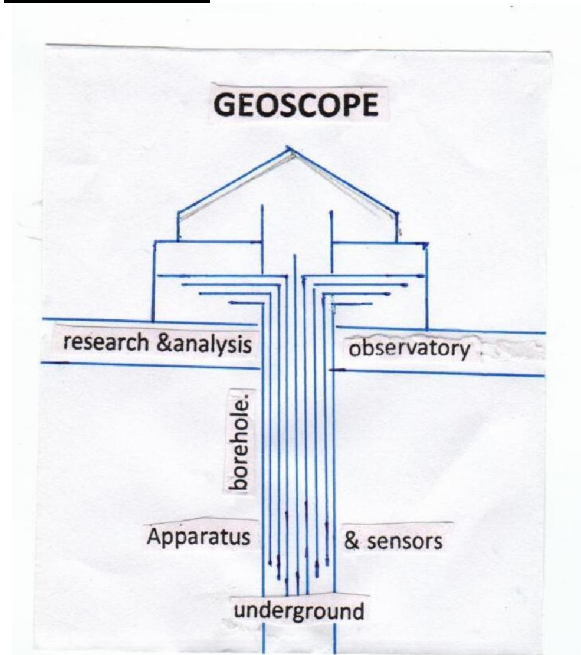 GEOSCOPE
research &analysis
observatory
borehole.
Apparatus
& sensors
underground